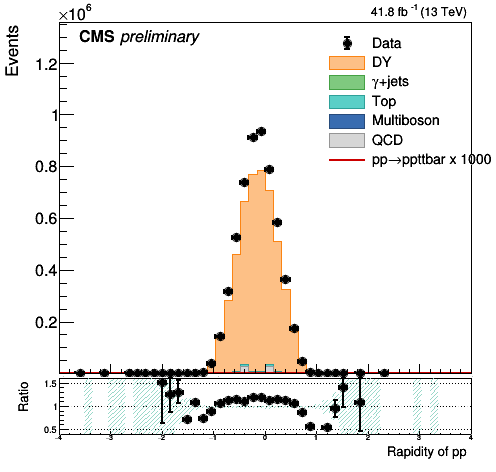 ×10⁶
41.8 fb⁻¹ (13 TeV)
CMS preliminary
Events
Data
DY
γ+jets
Top
Multiboson
QCD
pp→ppttbar x 1000
1.2
1
0.8
0.6
0.4
0.2
Ratio
1.5
1
0.5
-4 -3 -2 -1 0 1 2 3 4
Rapidity of pp